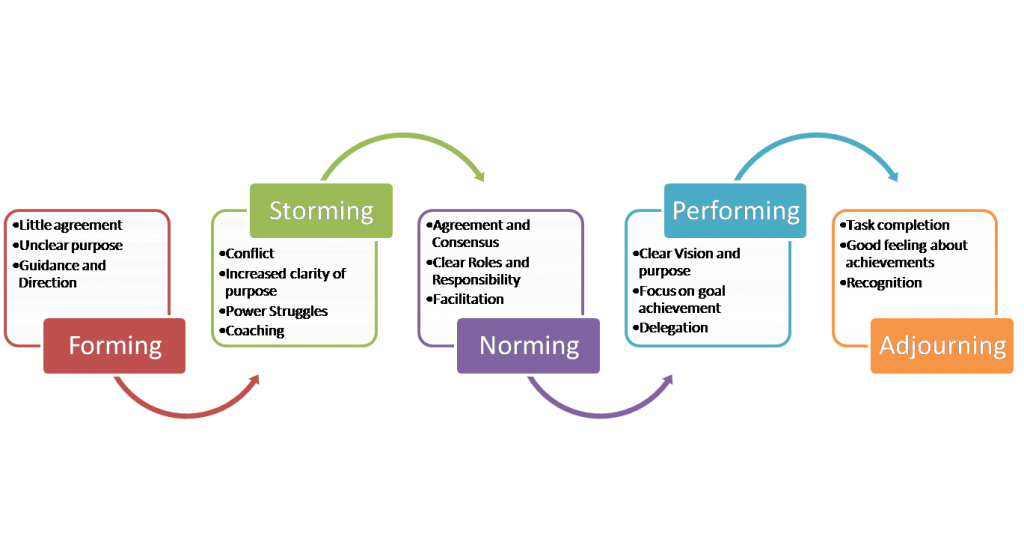 •Little agreement
•Unclear purpose
•Guidance and
Direction
Forming
Storming
•Conflict
•Increased clarity of
purpose
•Power Struggles
•Coaching
•Agreement and
Consensus
•Clear Roles and
Responsibility
•Facilitation
Norming
Performing
•Clear Vision and
purpose
•Focus on goal
achievement
•Delegation
•Task completion
•Good feeling about
achievements
•Recognition
Adjourning